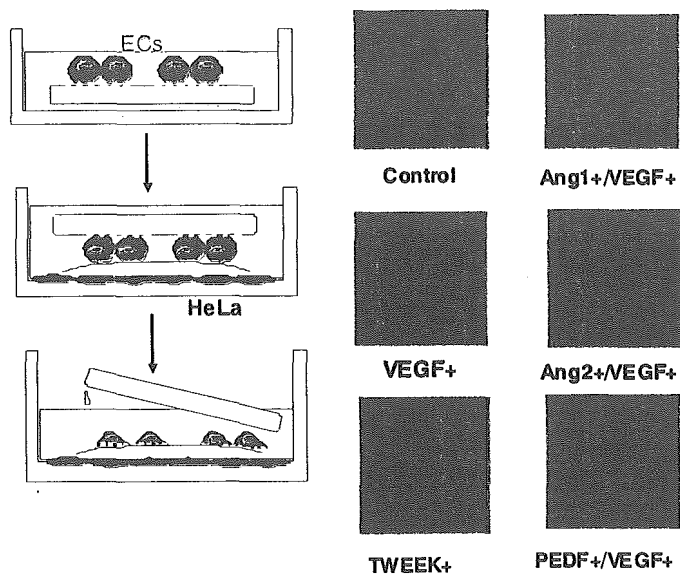 ECs
HeLa
Control
Ang1+/VEGF+
VEGF+
Ang2+/VEGF+
TWEEK+
PEDF+/VEGF+